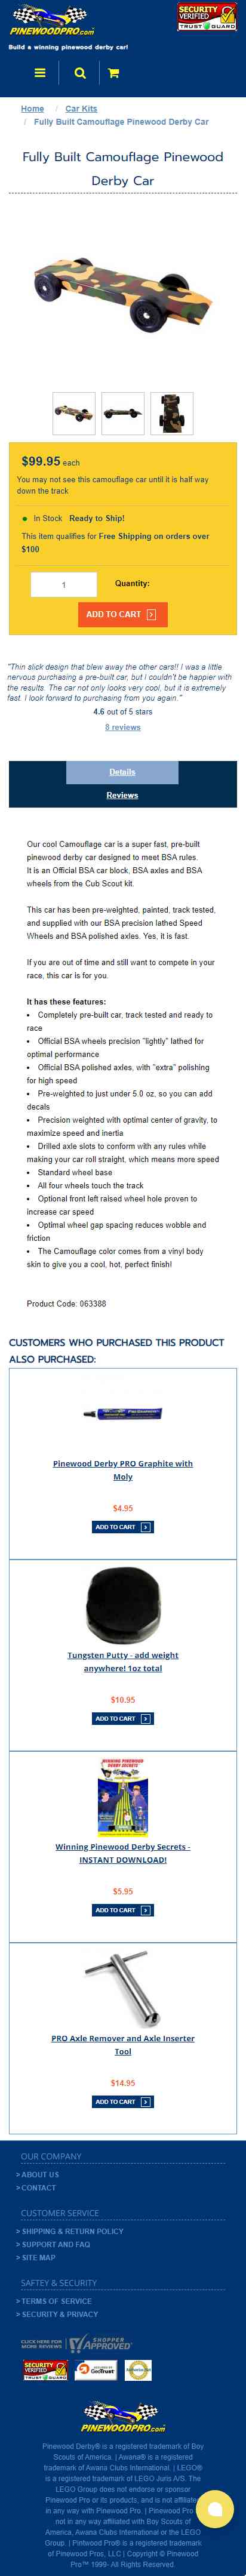 PINEWOODPRO.com
SECURITY
VERIFIED
TRUST GUARD
Build a winning pinewood derby car!
Home / Car Kits
/ Fully Built Camouflage Pinewood Derby Car
Fully Built Camouflage Pinewood
Derby Car
$99.95 each
You may not see this camouflage car until it is half way
down the track
In Stock Ready to Ship!
This item qualifies for Free Shipping on orders over
$100
1 Quantity:
ADD TO CART
"Thin slick design that blew away the other cars!! I was a little
nervous purchasing a pre-built car, but I couldn't be happier with
the results. The car not only looks very cool, but it is extremely
fast. I look forward to purchasing from you again."
4.6 out of 5 stars
8 reviews
Details
Reviews
Our cool Camouflage car is a super fast, pre-built
pinewood derby car designed to meet BSA rules.
It is an Official BSA car block, BSA axles and BSA
wheels from the Cub Scout kit.
This car has been pre-weighted, painted, track tested,
and supplied with our BSA precision lathed Speed
Wheels and BSA polished axles. Yes, it is fast.
If you are out of time and still want to compete in your
race, this car is for you.
It has these features:
• Completely pre-built car, track tested and ready to
race
• Official BSA wheels precision "lightly" lathed for
optimal performance
• Official BSA polished axles, with "extra" polishing
for high speed
• Pre-weighted to just under 5.0 oz. so you can add
decals
• Precision weighted with optimal center of gravity, to
maximize speed and inertia
• Drilled axle slots to conform with any rules while
making your car roll straight, which means more speed
• Standard wheel base
• All four wheels touch the track
• Optional front left raised wheel hole proven to
increase car speed
• Optimal wheel gap spacing reduces wobble and
friction
• The Camouflage color comes from a vinyl body
skin to give you a cool, hot, perfect finish!
Product Code: 063388
CUSTOMERS WHO PURCHASED THIS PRODUCT
ALSO PURCHASED:
Pinewood Derby PRO Graphite with
Moly
$4.95
ADD TO CART
Tungsten Putty - add weight
anywhere! 1oz total
$10.95
ADD TO CART
WINNING
PINEWOOD DERBY
SECRETS
Winning Pinewood Derby Secrets -
INSTANT DOWNLOAD!
$5.95
ADD TO CART
PRO Axle Remover and Axle Inserter
Tool
$14.95
ADD TO CART
OUR COMPANY
> ABOUT US
> CONTACT
CUSTOMER SERVICE
> SHIPPING & RETURN POLICY
> SUPPORT AND FAQ
> SITE MAP
SAFTEY & SECURITY
> TERMS OF SERVICE
> SECURITY & PRIVACY
CLICK HERE FOR
MORE REVIEWS
SHOPPER
APPROVED
SECURITY
VERIFIED
TRUST GUARD
GeoTrust
PINEWOODPRO.com
Pinewood Derby® is a registered trademark of Boy
Scouts of America. | Awana® is a registered
trademark of Awana Clubs International. | LEGO®
is a registered trademark of LEGO Juris A/S. The
LEGO Group does not endorse or sponsor
Pinewood Pro or its products, and is not affiliated
in any way with Pinewood Pro. | Pinewood Pro is
not in any way affiliated with Boy Scouts of
America, Awana Clubs International or the LEGO
Group. | Pintwood Pro® is a registered trademark
of Pinewood Pros, LLC | Copyright © Pinewood
Pro™ 1999- All Rights Reserved.